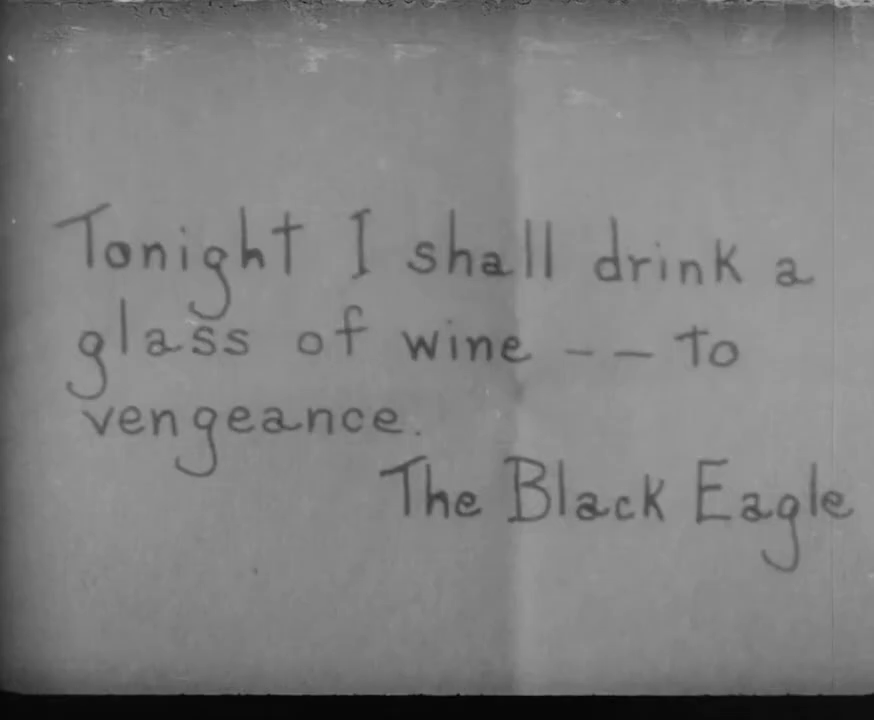 Tonight I shall drink a
glass of wine -- to
vengeance.
The Black Eagle